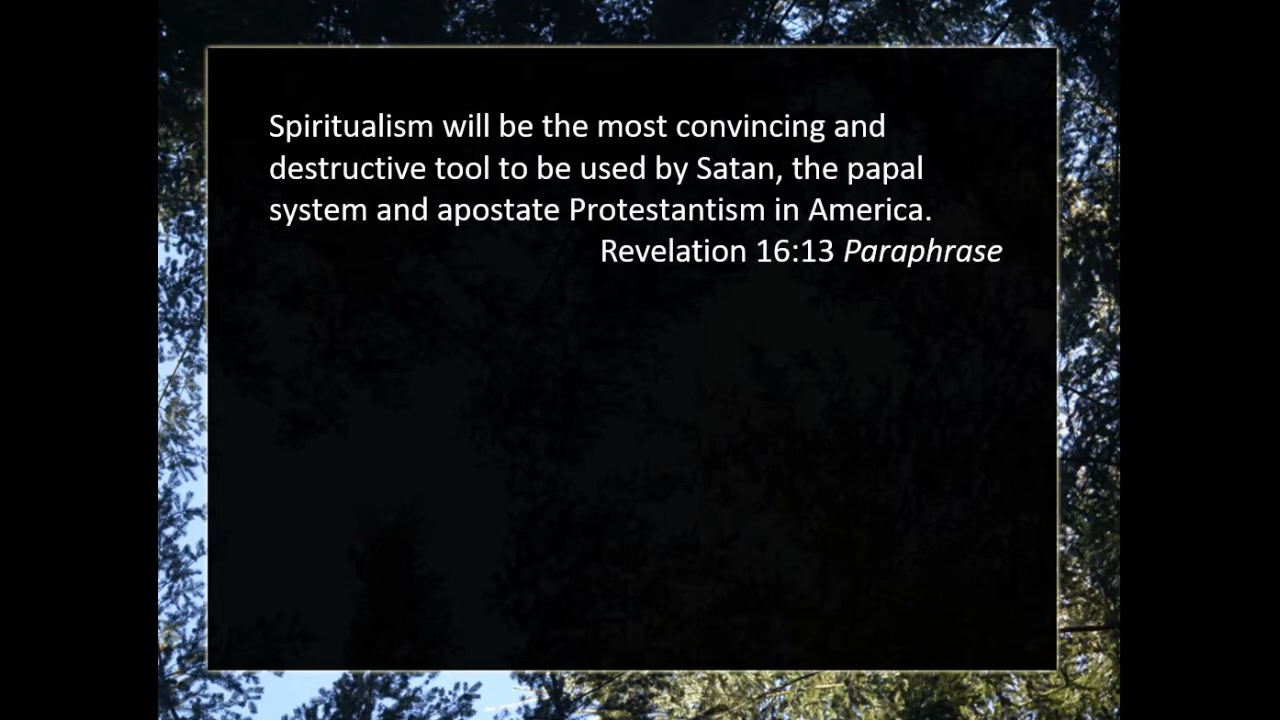 Spiritualism will be the most convincing and
destructive tool to be used by Satan, the papal
system and apostate Protestantism in America.
Revelation 16:13 Paraphrase